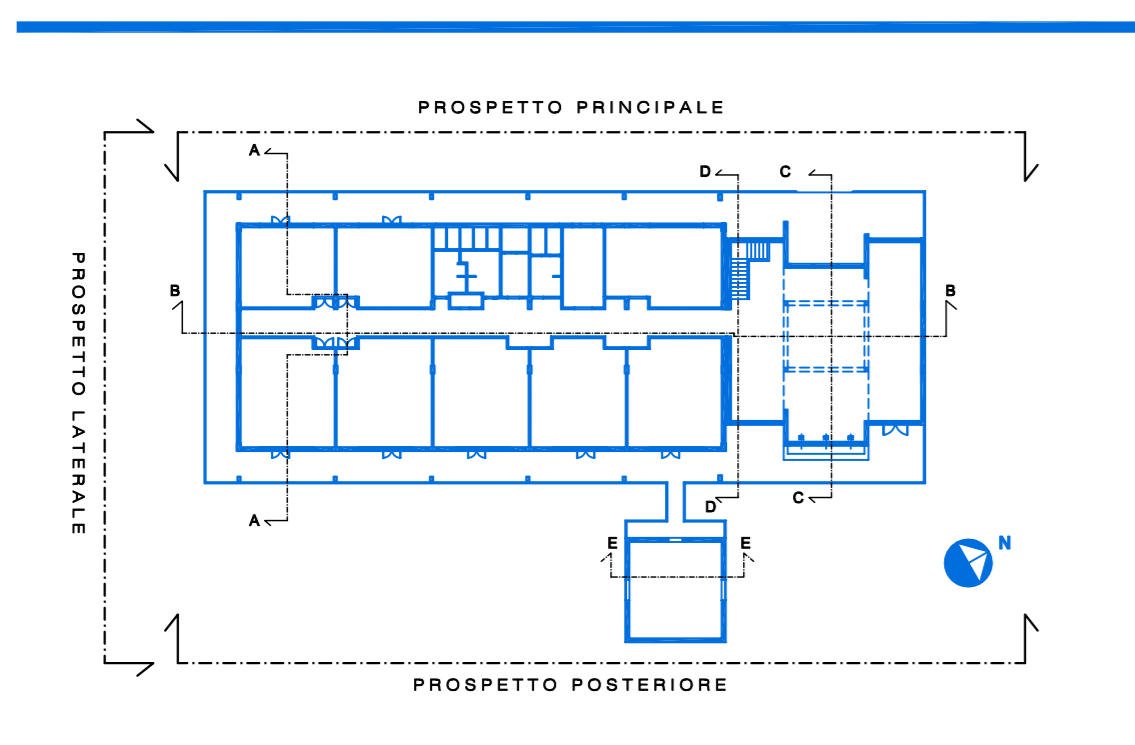 PROSPETTO PRINCIPALE
A
D
C
PROSPETTO LATERALE
B
B
A
D
C
E
E
N
PROSPETTO POSTERIORE